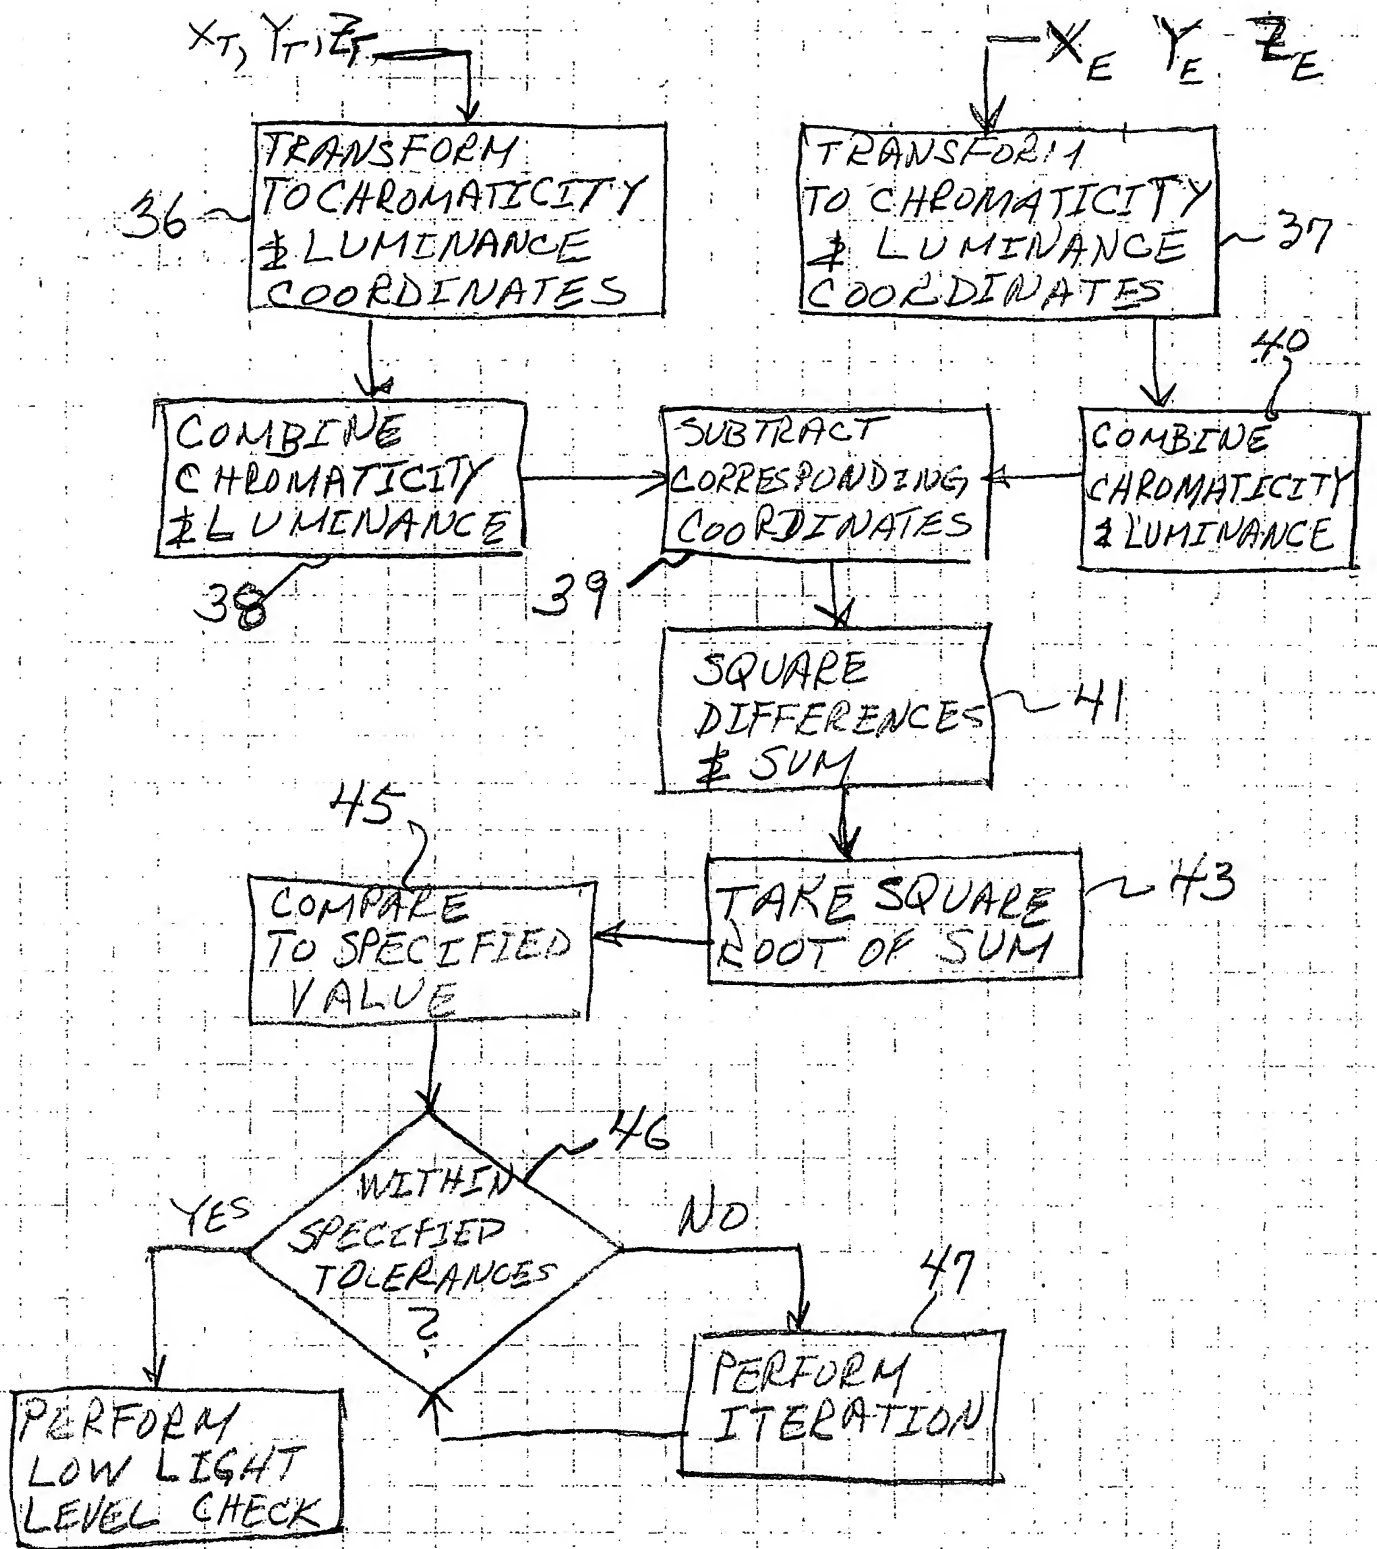 X_T, Y_T, Z_T
X_E Y_E Z_E
TRANSFORM
TO CHROMATICITY
& LUMINANCE
COORDINATES
36
TRANSFORM
TO CHROMATICITY
& LUMINANCE
COORDINATES
37
40
COMBINE
CHROMATICITY
& LUMINANCE
38
SUBTRACT
CORRESPONDING
COORDINATES
39
COMBINE
CHROMATICITY
& LUMINANCE
SQUARE
DIFFERENCES
& SUM
41
45
COMPARE
TO SPECIFIED
VALUE
TAKE SQUARE
ROOT OF SUM
43
46
WITHIN
SPECIFIED
TOLERANCES
?
YES
NO
47
PERFORM
ITERATION
PERFORM
LOW LIGHT
LEVEL CHECK